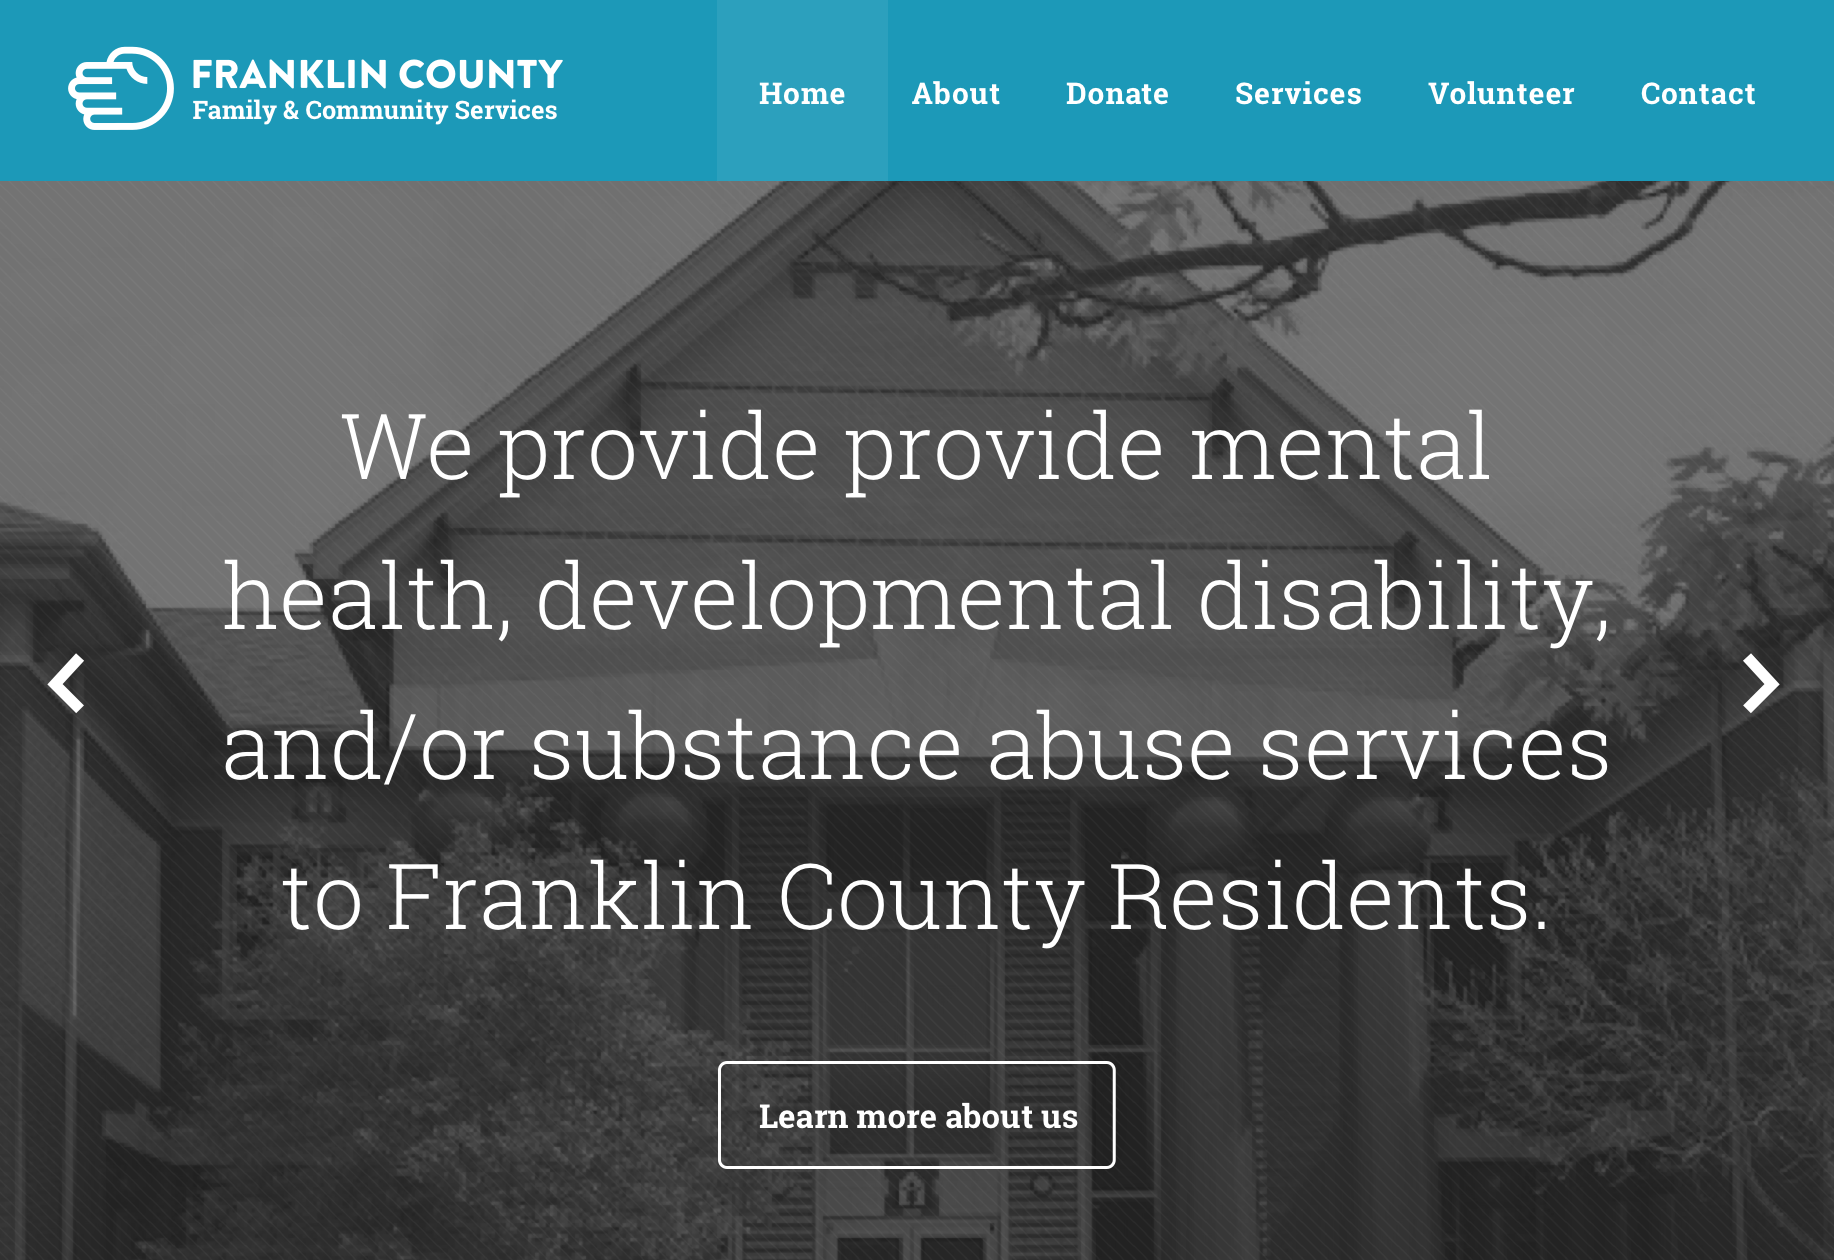 FRANKLIN COUNTY
Family & Community Services
Home About Donate Services Volunteer Contact
We provide provide mental
health, developmental disability,
and/or substance abuse services
to Franklin County Residents.
Learn more about us